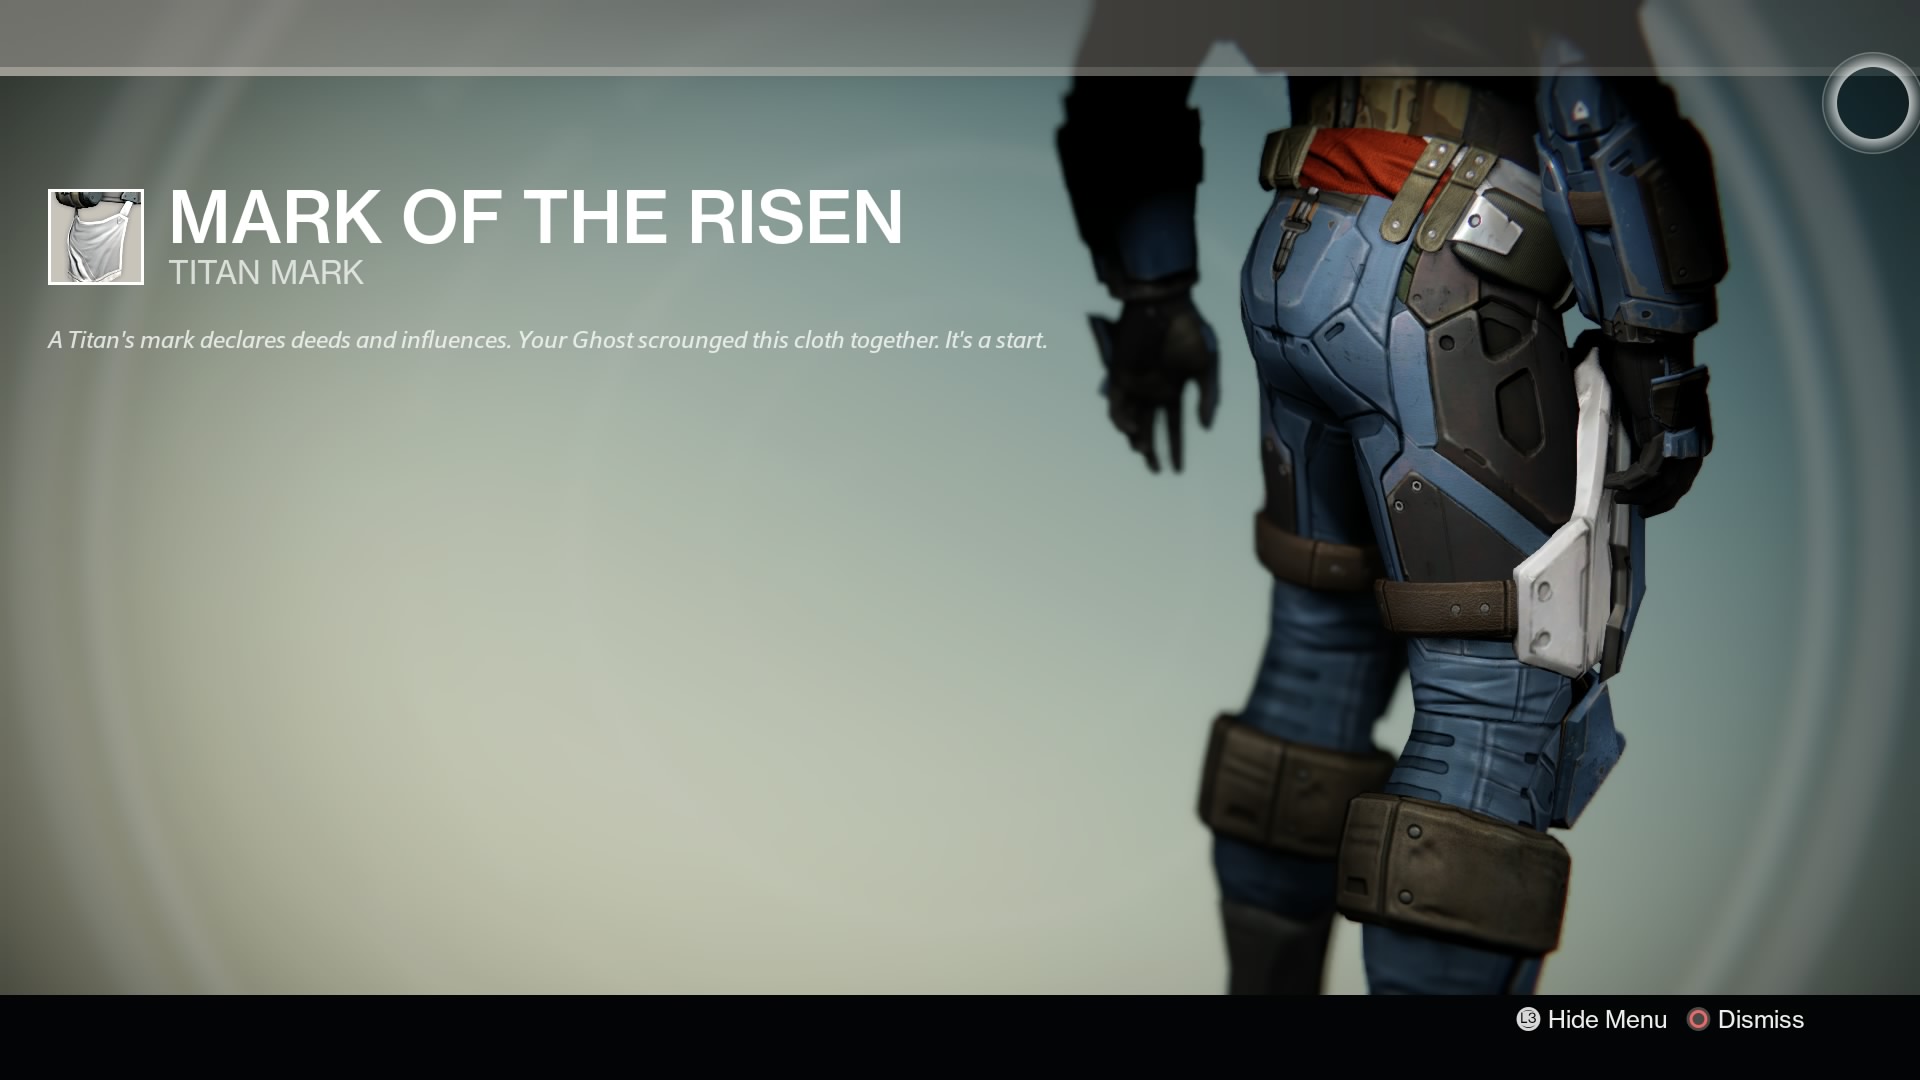 MARK OF THE RISEN
TITAN MARK
A Titan's mark declares deeds and influences. Your Ghost scrounged this cloth together. It's a start.
L3 Hide Menu Dismiss